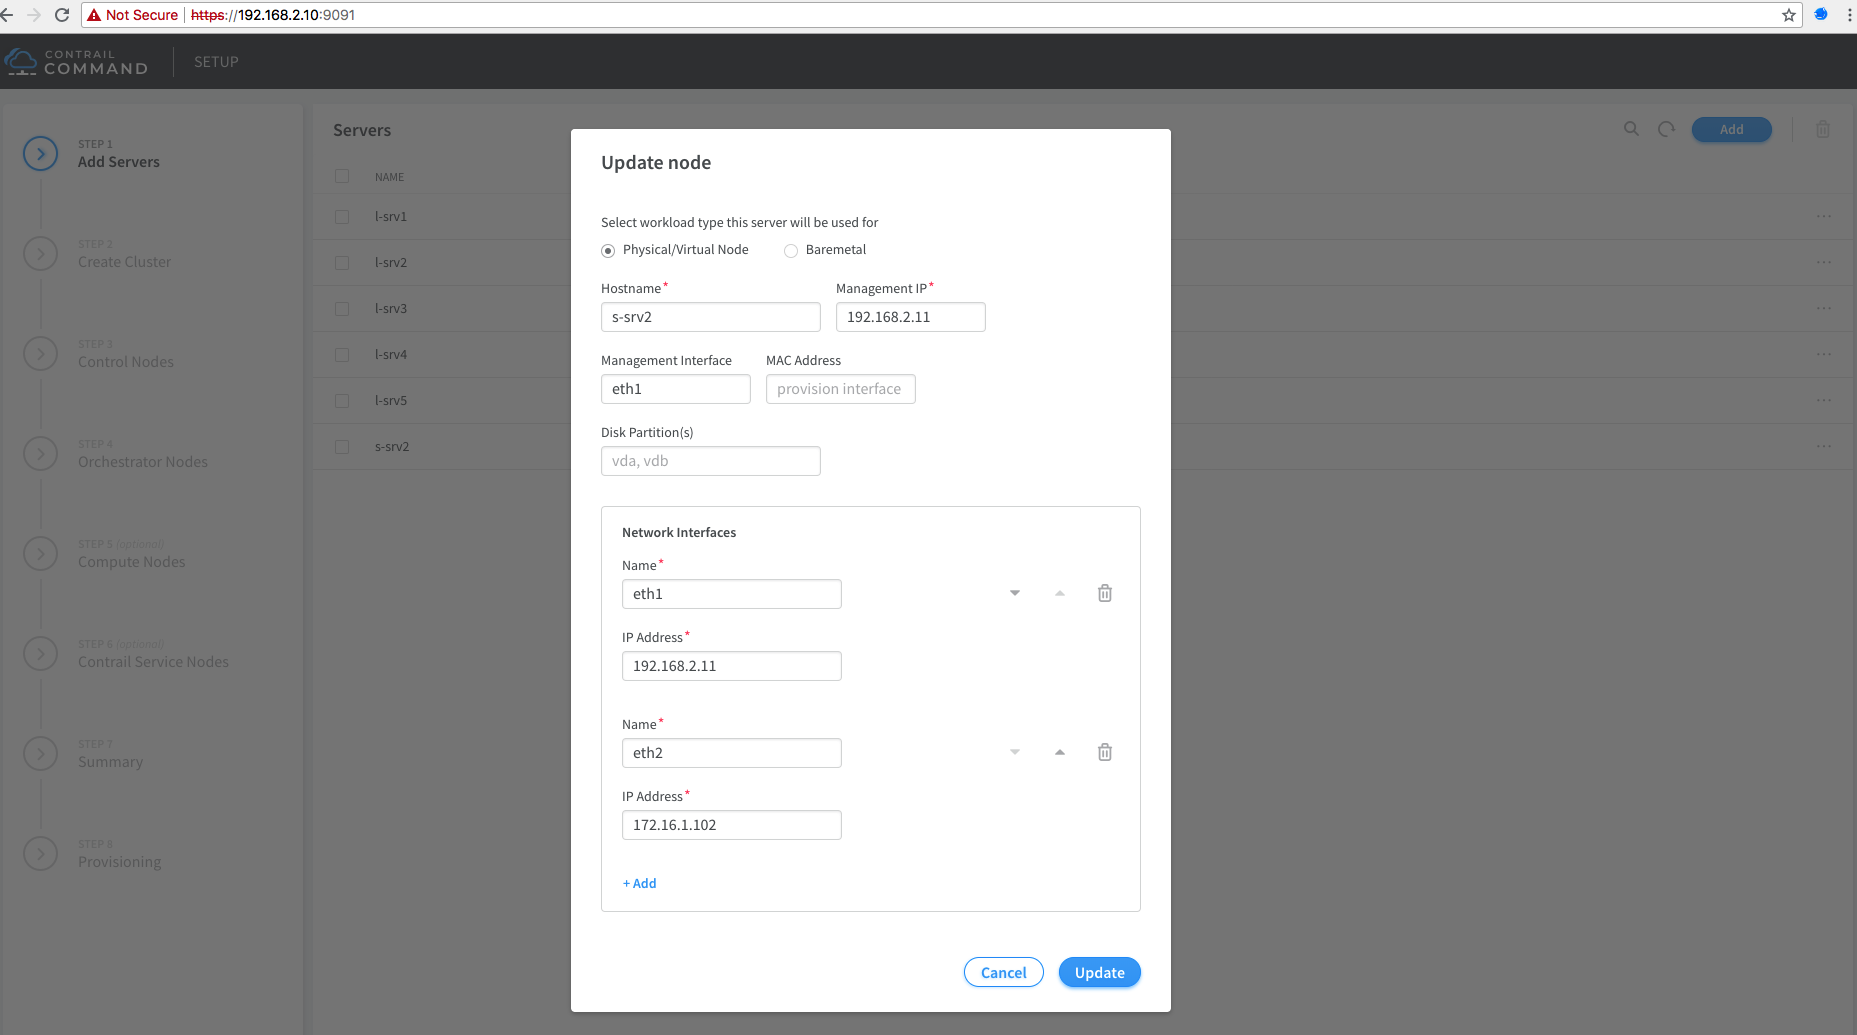 Not Secure https://192.168.2.10:9091
CONTRAIL
COMMAND
SETUP
STEP 1
Add Servers
STEP 2
Create Cluster
STEP 3
Control Nodes
STEP 4
Orchestrator Nodes
STEP 5 (optional)
Compute Nodes
STEP 6 (optional)
Contrail Service Nodes
STEP 7
Summary
STEP 8
Provisioning
Servers
Add
NAME
l-srv1
l-srv2
l-srv3
l-srv4
l-srv5
s-srv2
Update node
Select workload type this server will be used for
Physical/Virtual Node Baremetal
Hostname* Management IP*
s-srv2 192.168.2.11
Management Interface MAC Address
eth1 provision interface
Disk Partition(s)
vda, vdb
Network Interfaces
Name*
eth1
IP Address*
192.168.2.11
Name*
eth2
IP Address*
172.16.1.102
+ Add
Cancel Update